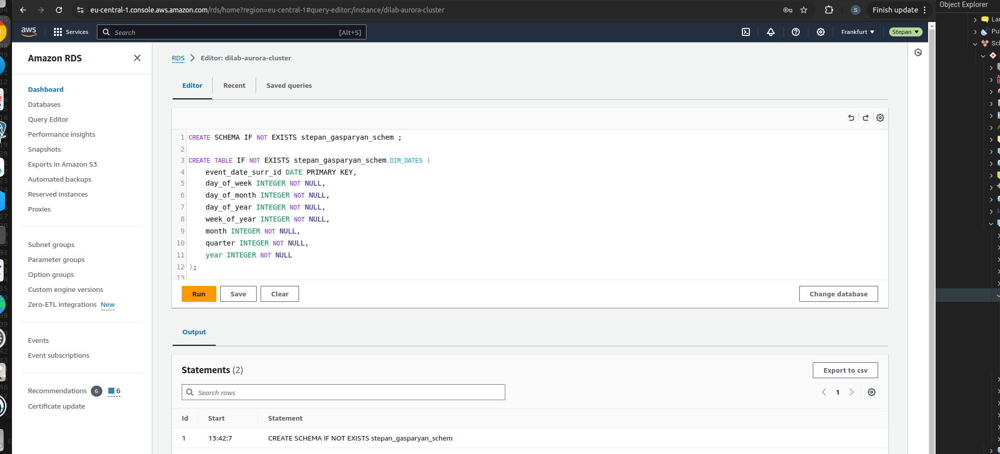 eu-central-1.console.aws.amazon.com/rds/home?region=eu-central-1#query-editor:/instance/dilab-aurora-cluster
S
Finish update
Object Explorer
aws
Services
Search
[Alt+S]
Frankfurt
Stepan
Amazon RDS
RDS
Editor: dilab-aurora-cluster
Dashboard
Databases
Query Editor
Performance insights
Snapshots
Exports in Amazon S3
Automated backups
Reserved instances
Proxies
Subnet groups
Parameter groups
Option groups
Custom engine versions
Zero-ETL integrations New
Events
Event subscriptions
Recommendations 6 6
Certificate update
Editor
Recent
Saved queries
1 CREATE SCHEMA IF NOT EXISTS stepan_gasparyan_schem ;
2
3 CREATE TABLE IF NOT EXISTS stepan_gasparyan_schem.DIM_DATES (
4 event_date_surr_id DATE PRIMARY KEY,
5 day_of_week INTEGER NOT NULL,
6 day_of_month INTEGER NOT NULL,
7 day_of_year INTEGER NOT NULL,
8 week_of_year INTEGER NOT NULL,
9 month INTEGER NOT NULL,
10 quarter INTEGER NOT NULL,
11 year INTEGER NOT NULL
12 );
13
Run
Save
Clear
Change database
Output
Statements (2)
Export to csv
Search rows
1
Id Start Statement
1 13:42:7 CREATE SCHEMA IF NOT EXISTS stepan_gasparyan_schem